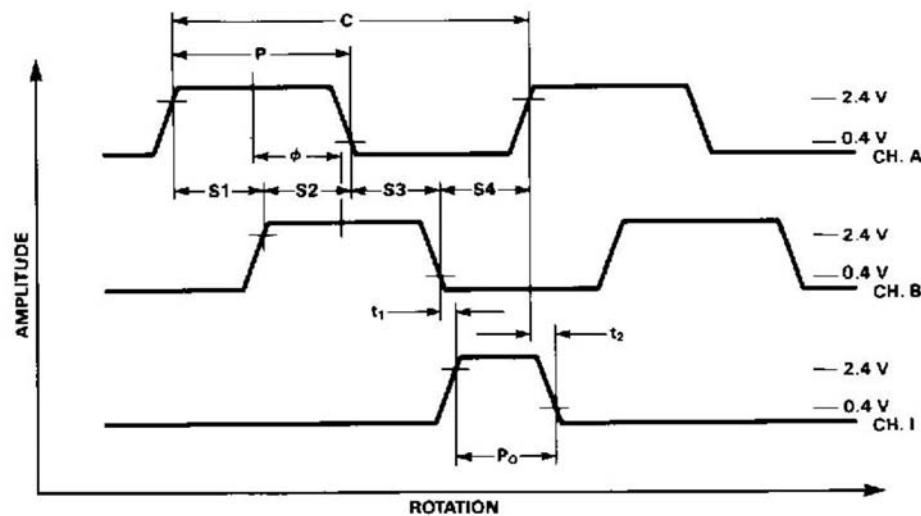 C
P
2.4 V
0.4 V
CH. A
ϕ
S1 S2 S3 S4
2.4 V
0.4 V
CH. B
t1
t2
2.4 V
0.4 V
CH. I
PO
AMPLITUDE
ROTATION